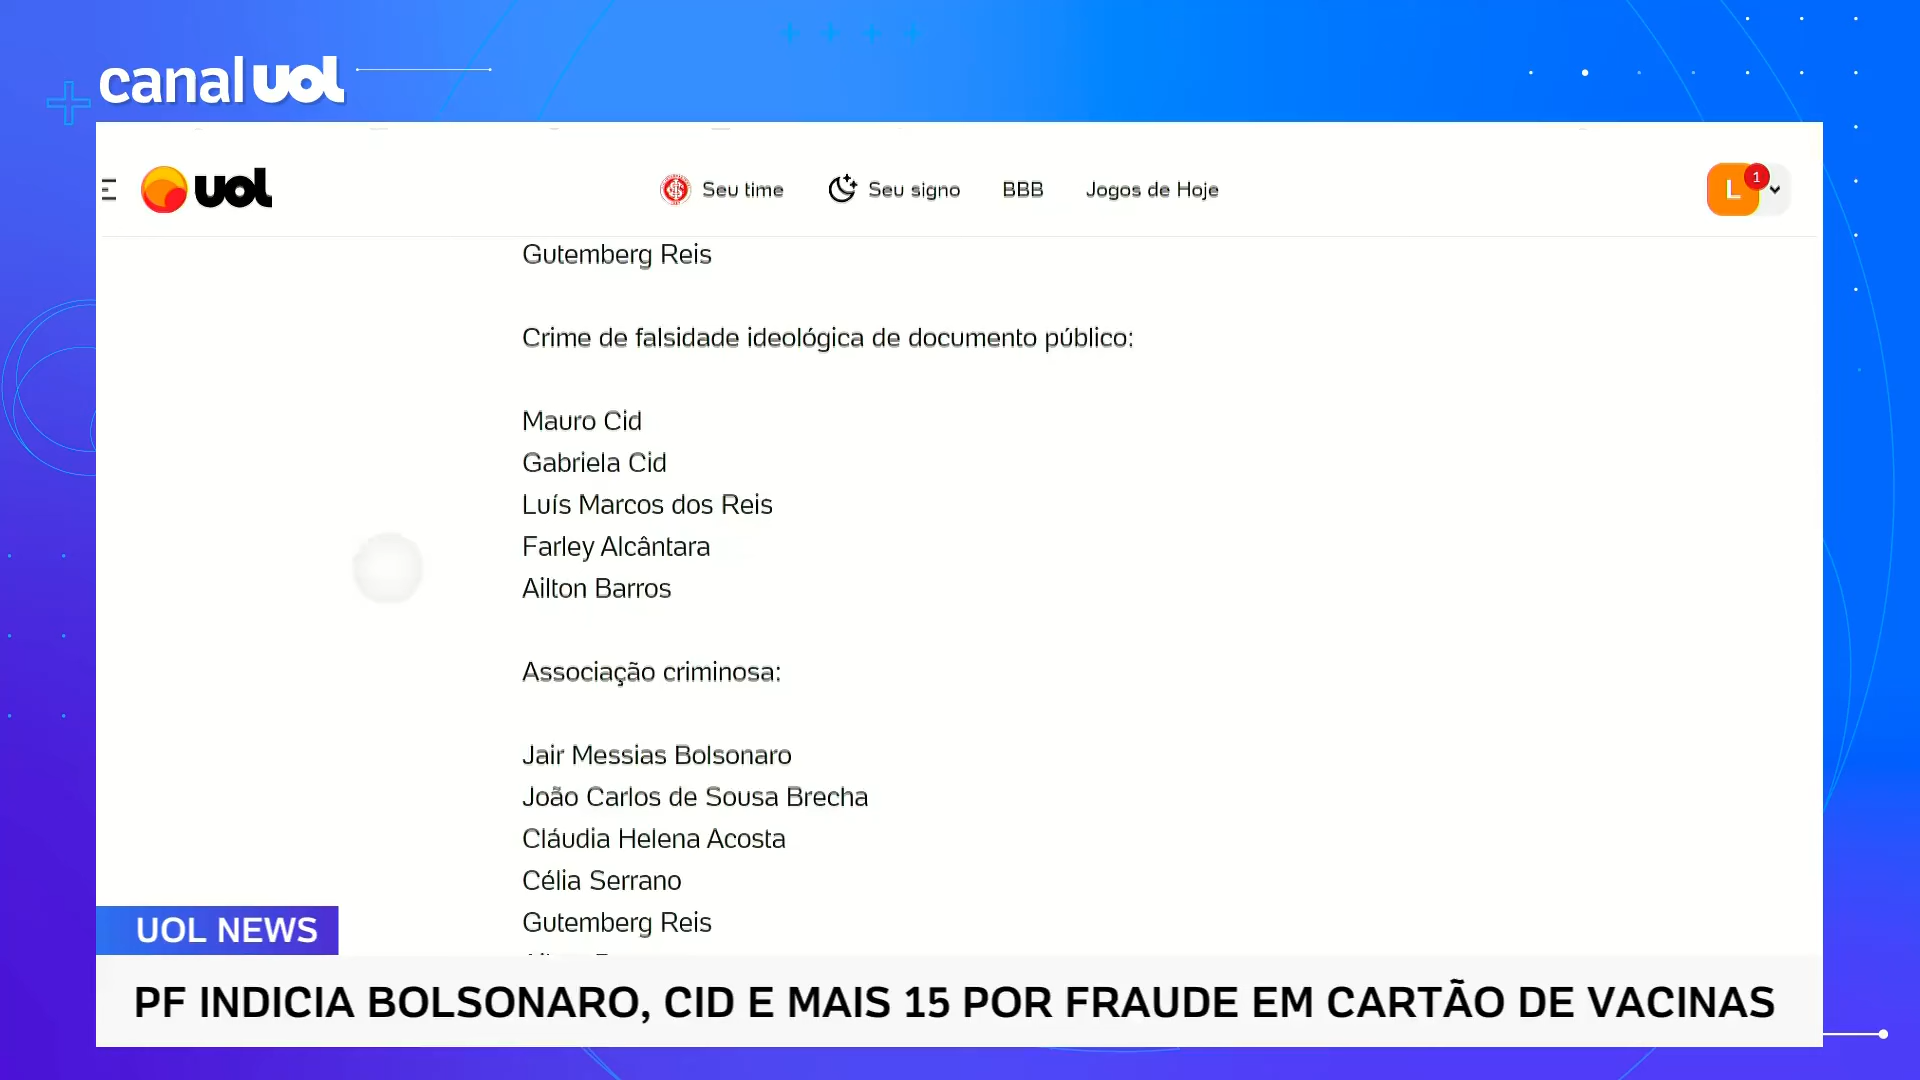 canal uol
uol
Seu time
Seu signo
BBB
Jogos de Hoje
L
1
Gutemberg Reis
Crime de falsidade ideológica de documento público:
Mauro Cid
Gabriela Cid
Luís Marcos dos Reis
Farley Alcântara
Ailton Barros
Associação criminosa:
Jair Messias Bolsonaro
João Carlos de Sousa Brecha
Cláudia Helena Acosta
Célia Serrano
Gutemberg Reis
UOL NEWS
PF INDICIA BOLSONARO, CID E MAIS 15 POR FRAUDE EM CARTÃO DE VACINAS